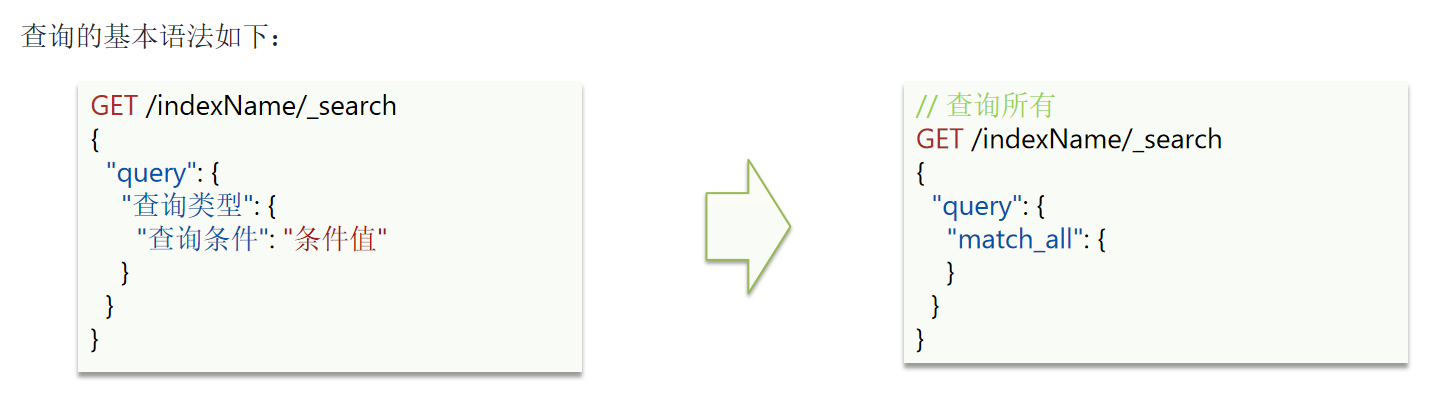 查询的基本语法如下：
GET /indexName/_search
{
  "query": {
    "查询类型": {
      "查询条件": "条件值"
    }
  }
}
// 查询所有
GET /indexName/_search
{
  "query": {
    "match_all": {
    }
  }
}